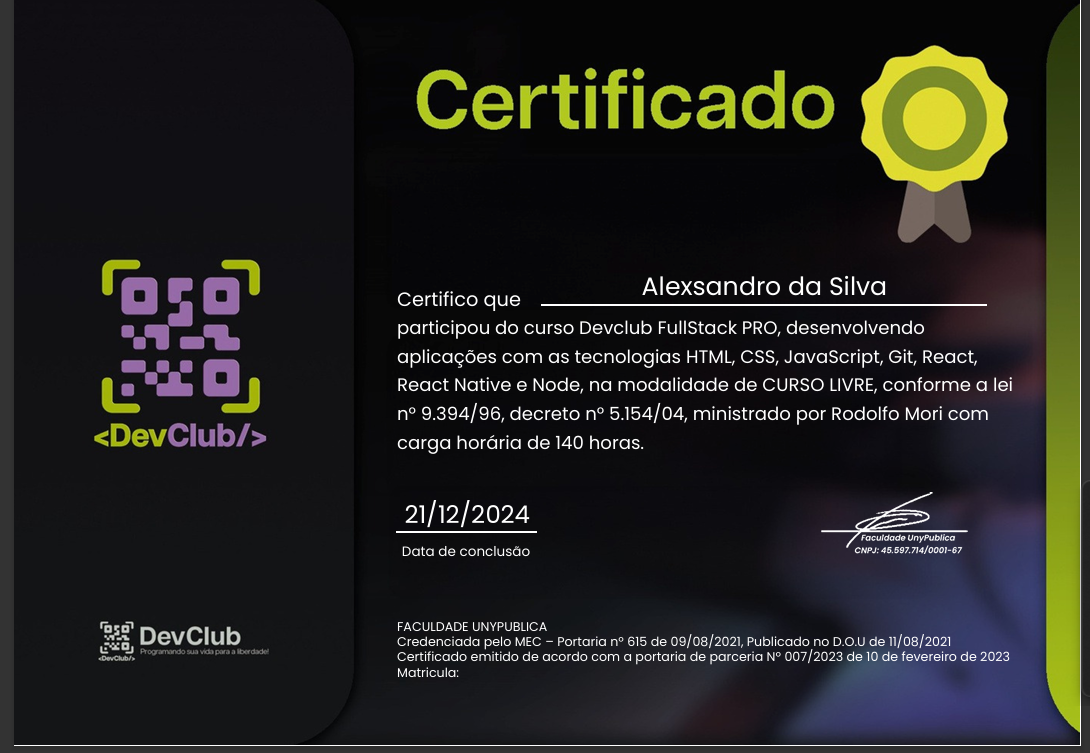 Certificado
Alexsandro da Silva
Certifico que
participou do curso Devclub FullStack PRO, desenvolvendo
aplicações com as tecnologias HTML, CSS, JavaScript, Git, React,
React Native e Node, na modalidade de CURSO LIVRE, conforme a lei
nº 9.394/96, decreto nº 5.154/04, ministrado por Rodolfo Mori com
carga horária de 140 horas.
<DevClub/>
21/12/2024
Data de conclusão
Faculdade UnyPublica
CNPJ: 45.597.714/0001-67
DevClub
Programando sua vida para a liberdade!
<DevClub/>
FACULDADE UNYPUBLICA
Credenciada pelo MEC – Portaria nº 615 de 09/08/2021, Publicado no D.O.U de 11/08/2021
Certificado emitido de acordo com a portaria de parceria Nº 007/2023 de 10 de fevereiro de 2023
Matricula: